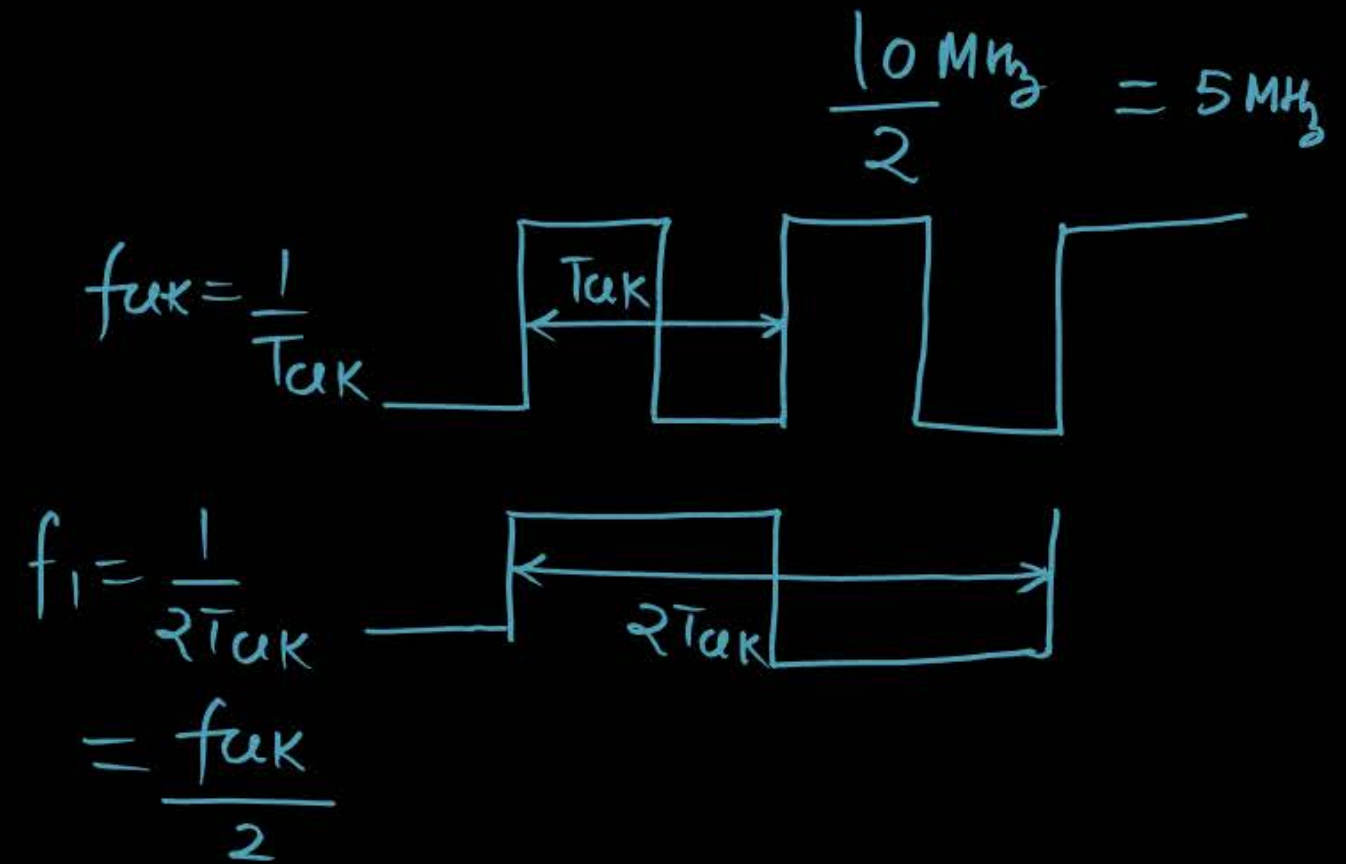 10 MHz / 2 = 5 MHz
fclk = 1 / Tclk
Tclk
f1 = 1 / 2Tclk
2Tclk
= fclk / 2